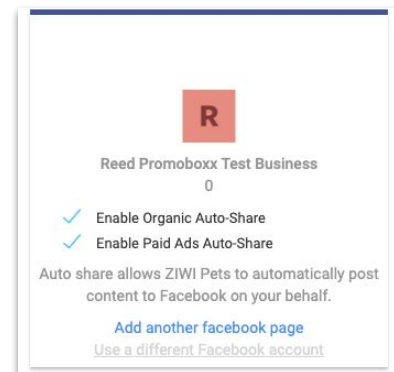 R
Reed Promoboxx Test Business
0
Enable Organic Auto-Share
Enable Paid Ads Auto-Share
Auto share allows ZIWI Pets to automatically post
content to Facebook on your behalf.
Add another facebook page
Use a different Facebook account